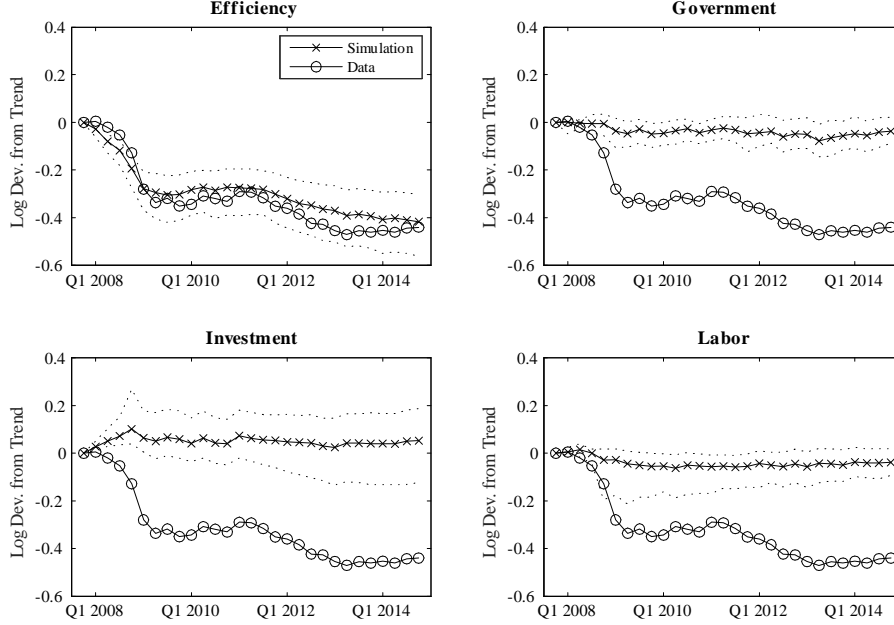 Efficiency
Log Dev. from Trend
0.4
0.2
0
-0.2
-0.4
-0.6
Q1 2008
Q1 2010
Q1 2012
Q1 2014
Simulation
Data
Government
Log Dev. from Trend
0.4
0.2
0
-0.2
-0.4
-0.6
Q1 2008
Q1 2010
Q1 2012
Q1 2014
Investment
Log Dev. from Trend
0.4
0.2
0
-0.2
-0.4
-0.6
Q1 2008
Q1 2010
Q1 2012
Q1 2014
Labor
Log Dev. from Trend
0.4
0.2
0
-0.2
-0.4
-0.6
Q1 2008
Q1 2010
Q1 2012
Q1 2014